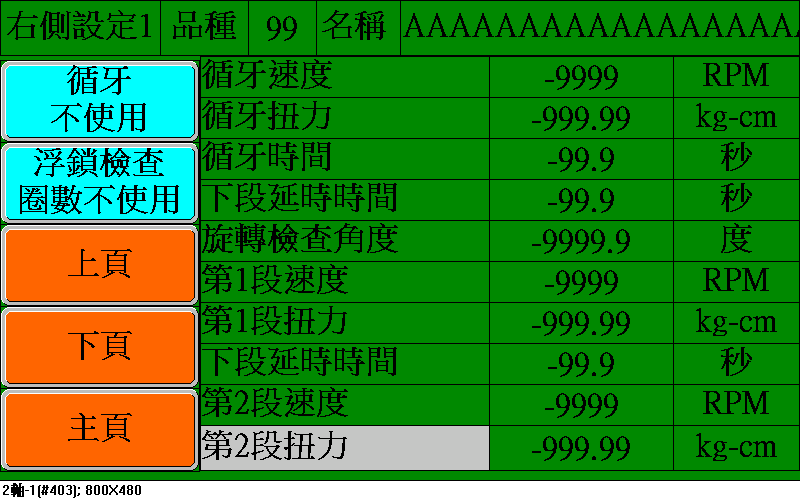 右側設定1 品種 99 名稱 AAAAAAAAAAAAAAAAA
循牙
不使用
浮鎖檢查
圈數不使用
上頁
下頁
主頁
循牙速度 -9999 RPM
循牙扭力 -999.99 kg-cm
循牙時間 -99.9 秒
下段延時時間 -99.9 秒
旋轉檢查角度 -9999.9 度
第1段速度 -9999 RPM
第1段扭力 -999.99 kg-cm
下段延時時間 -99.9 秒
第2段速度 -9999 RPM
第2段扭力 -999.99 kg-cm
2軸-1(#403); 800X480